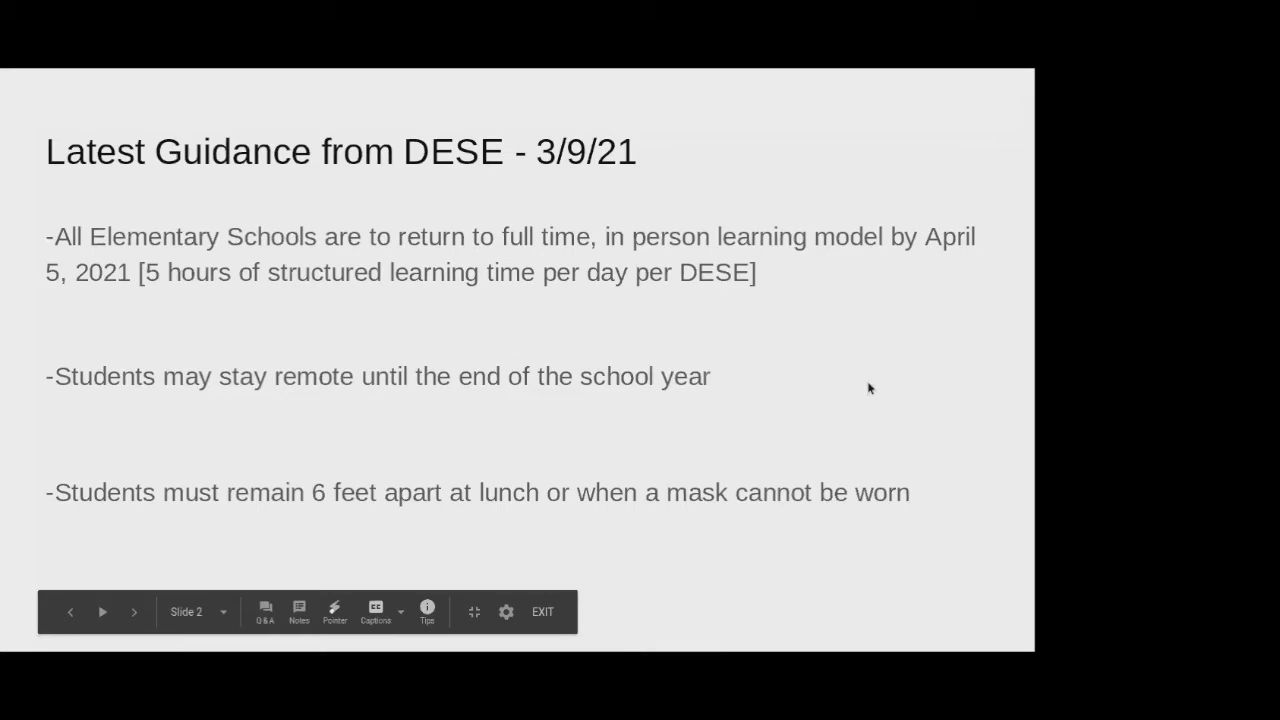 Latest Guidance from DESE - 3/9/21
-All Elementary Schools are to return to full time, in person learning model by April
5, 2021 [5 hours of structured learning time per day per DESE]
-Students may stay remote until the end of the school year
-Students must remain 6 feet apart at lunch or when a mask cannot be worn
Slide 2
Q & A
Notes
Pointer
CC
Captions
Tips
EXIT